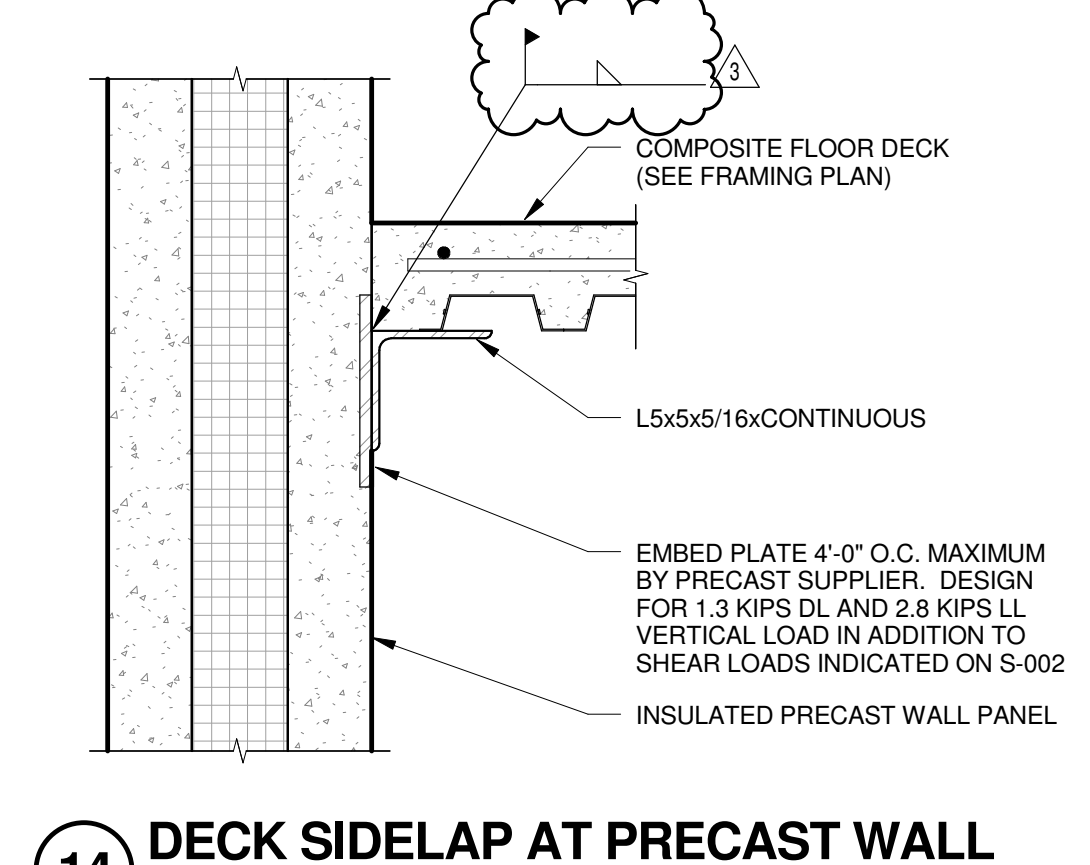 3
COMPOSITE FLOOR DECK
(SEE FRAMING PLAN)
L5x5x5/16xCONTINUOUS
EMBED PLATE 4'-0" O.C. MAXIMUM
BY PRECAST SUPPLIER. DESIGN
FOR 1.3 KIPS DL AND 2.8 KIPS LL
VERTICAL LOAD IN ADDITION TO
SHEAR LOADS INDICATED ON S-002
INSULATED PRECAST WALL PANEL
14
DECK SIDELAP AT PRECAST WALL